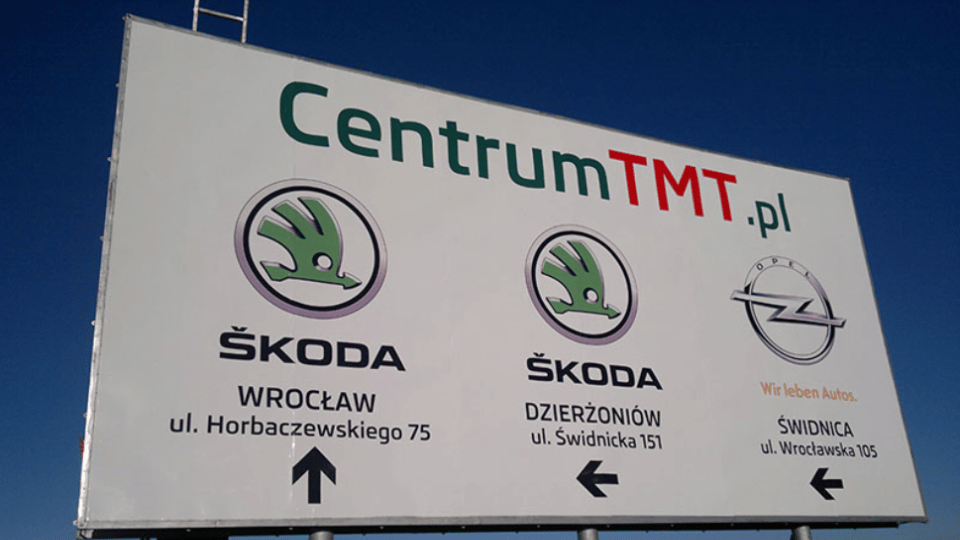 CentrumTMT.pl
ŠKODA
WROCŁAW
ul. Horbaczewskiego 75
ŠKODA
DZIERŻONIÓW
ul. Świdnicka 151
OPEL
Wir leben Autos.
ŚWIDNICA
ul. Wrocławska 105